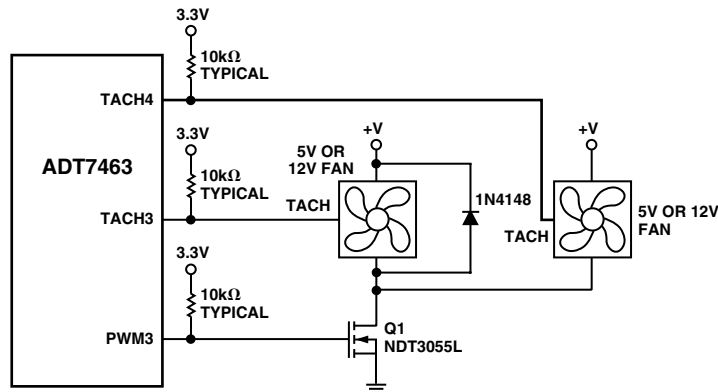 3.3V
10kΩ
TYPICAL
TACH4
3.3V
10kΩ
TYPICAL
ADT7463
TACH3
3.3V
10kΩ
TYPICAL
PWM3
+V
5V OR
12V FAN
TACH
1N4148
+V
TACH
5V OR 12V
FAN
Q1
NDT3055L